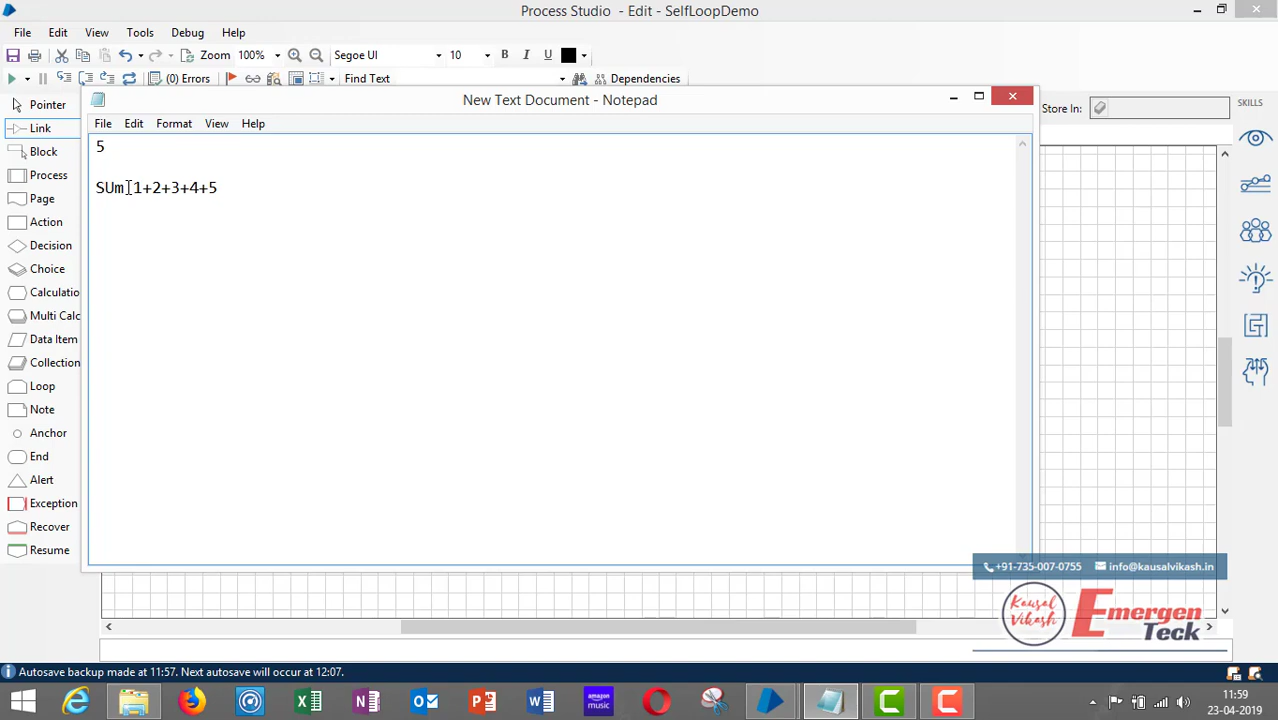 Process Studio - Edit - SelfLoopDemo
File Edit View Tools Debug Help
Zoom 100% Segoe UI 10 B I U
(0) Errors Find Text Dependencies
Pointer
Link
Block
Process
Page
Action
Decision
Choice
Calculatio
Multi Calc
Data Item
Collection
Loop
Note
Anchor
End
Alert
Exception
Recover
Resume
New Text Document - Notepad
File Edit Format View Help
5
SUm 1+2+3+4+5
Store In:
SKILLS
+91-735-007-0755 info@kausalvikash.in
Kausal
Vikash
Emergen
Teck
Autosave backup made at 11:57. Next autosave will occur at 12:07.
amazon
music
11:59
23-04-2019